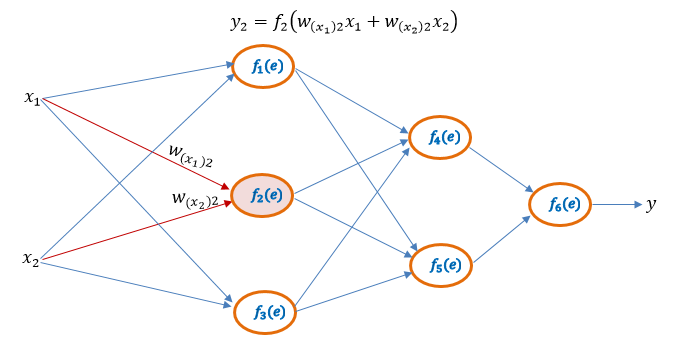 y₂ = f₂(w₍ₓ₁₎₂x₁ + w₍ₓ₂₎₂x₂)
f₁(e)
x₁
f₄(e)
w₍ₓ₁₎₂
w₍ₓ₂₎₂
f₂(e)
f₆(e)
y
x₂
f₅(e)
f₃(e)